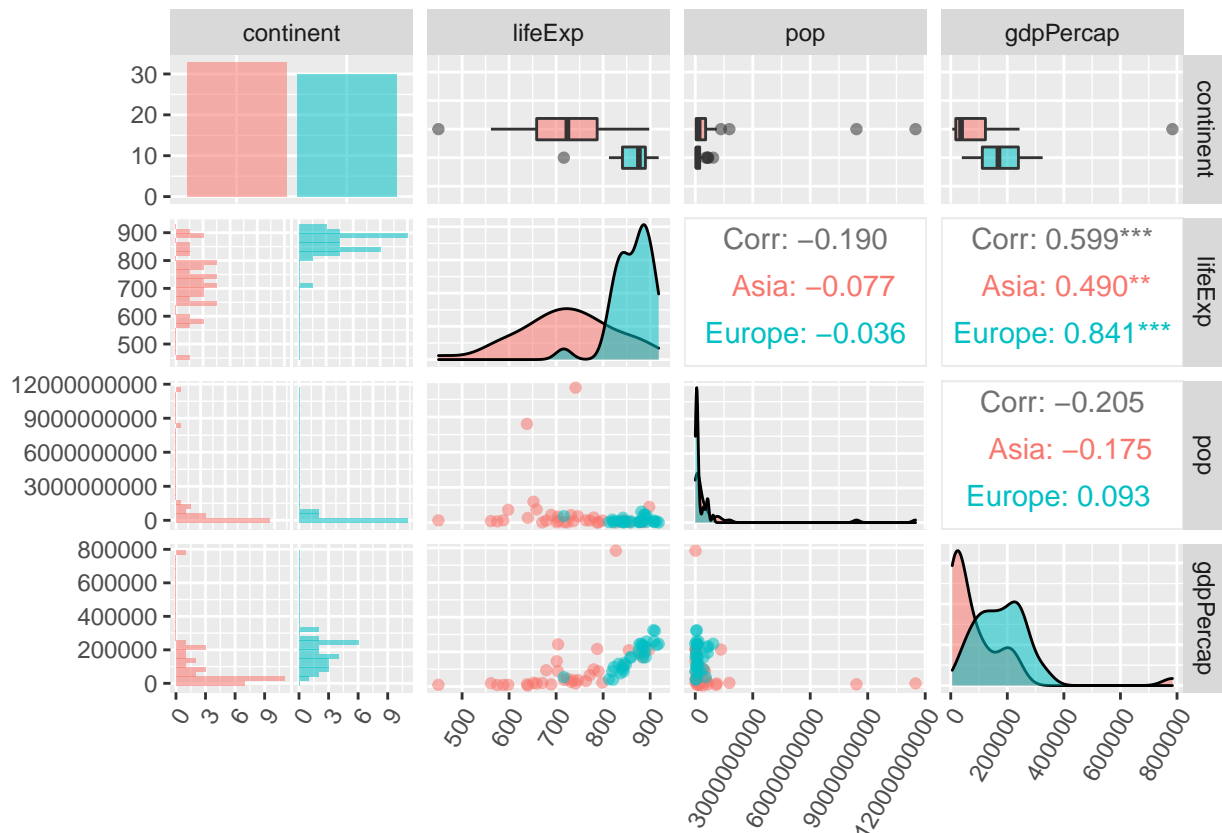 continent lifeExp pop gdpPercap
30
20
10
0
continent
900
800
700
600
500
Corr: −0.190
Asia: −0.077
Europe: −0.036
Corr: 0.599***
Asia: 0.490**
Europe: 0.841***
lifeExp
12000000000
9000000000
6000000000
3000000000
0
Corr: −0.205
Asia: −0.175
Europe: 0.093
pop
800000
600000
400000
200000
0
gdpPercap
0 3 6 9 0 3 6 9
500 600 700 800 900
0 3000000000 6000000000 9000000000 12000000000
0 200000 400000 600000 800000